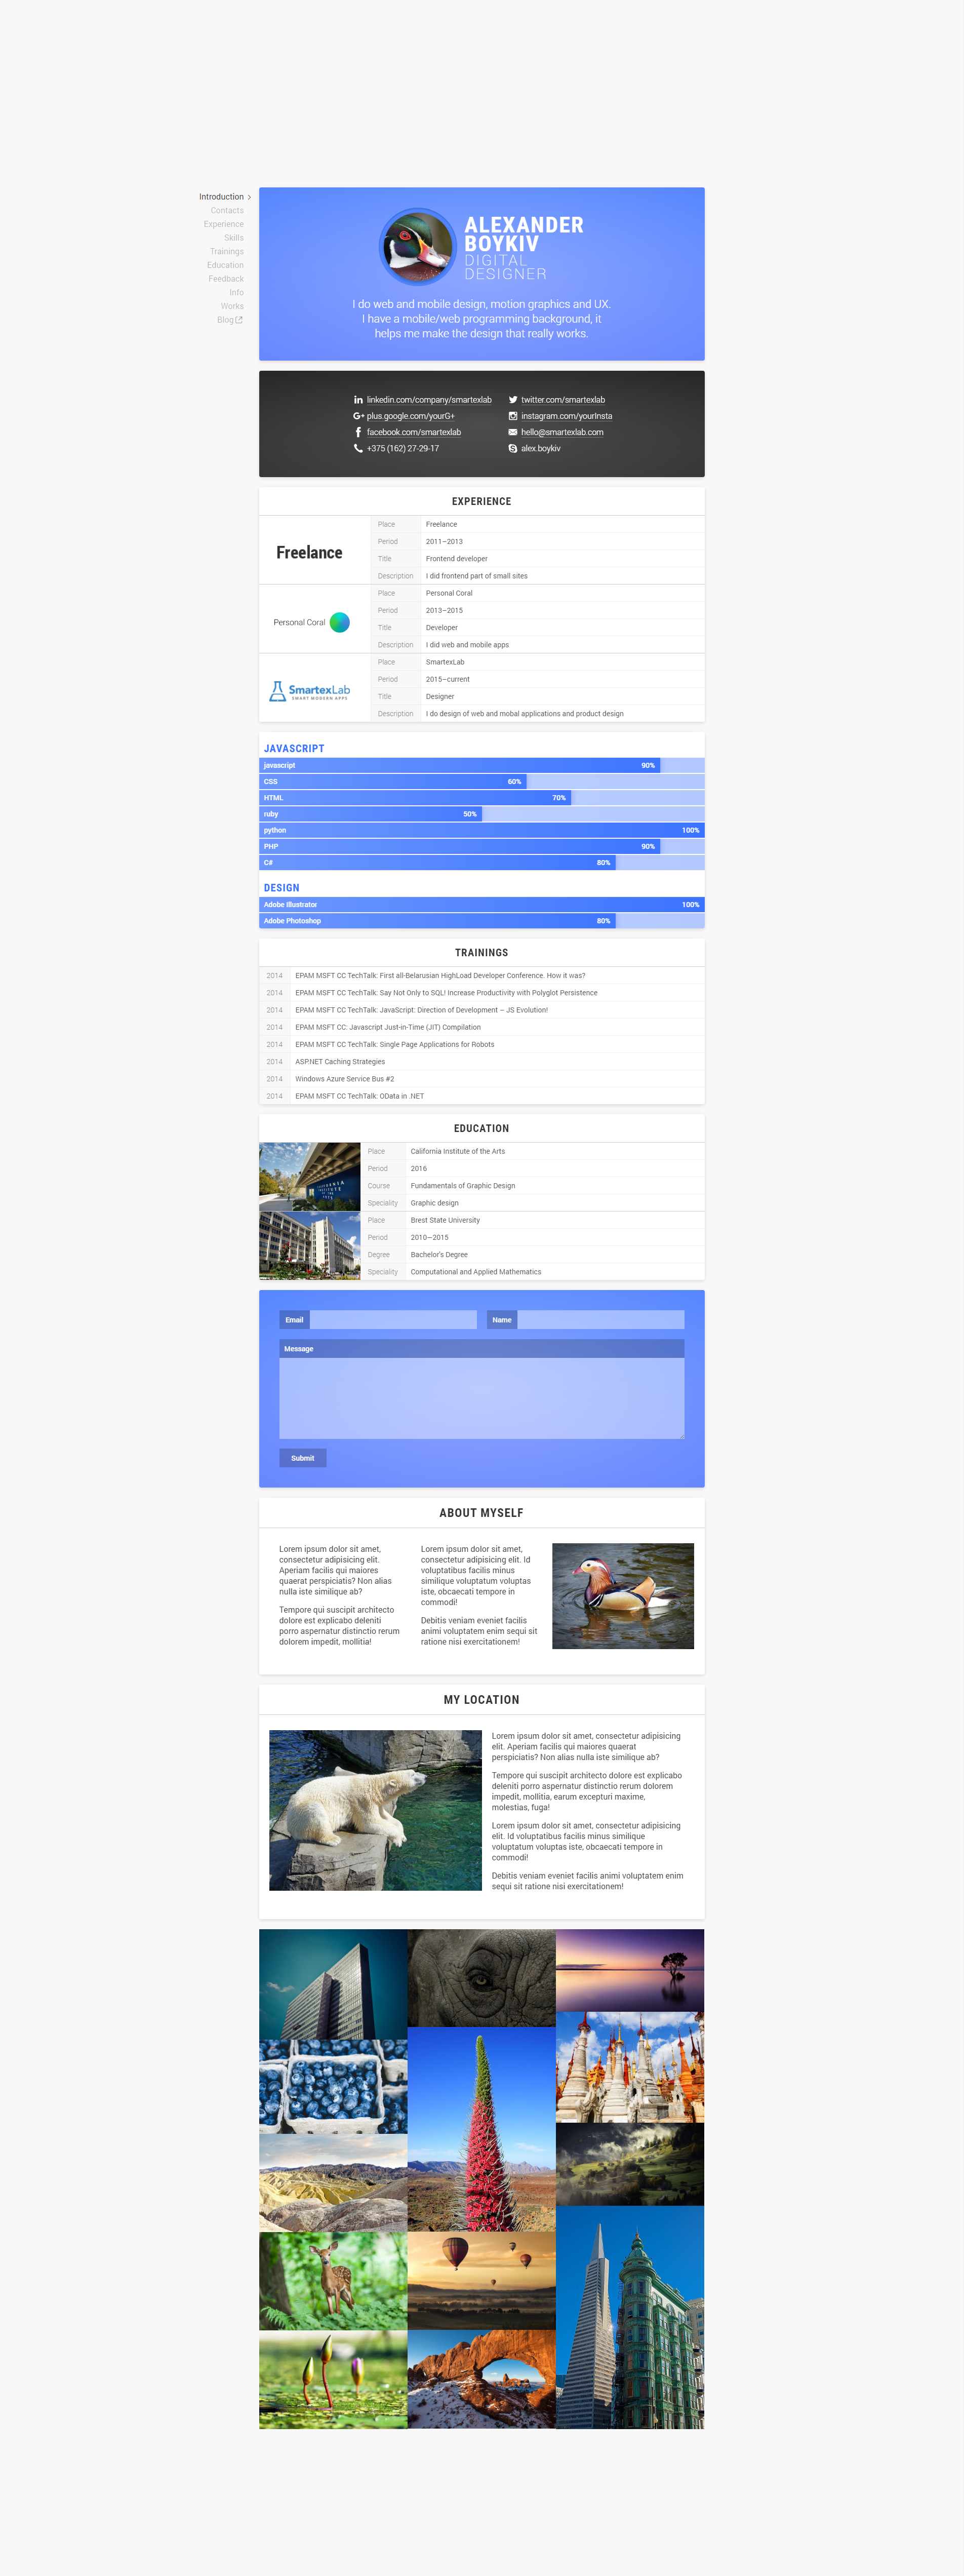 Introduction
Contacts
Experience
Skills
Trainings
Education
Feedback
Info
Works
Blog
ALEXANDER
BOYKIV
DIGITAL
DESIGNER
I do web and mobile design, motion graphics and UX.
I have a mobile/web programming background, it
helps me make the design that really works.
linkedin.com/company/smartexlab
twitter.com/smartexlab
plus.google.com/yourG+
instagram.com/yourInsta
facebook.com/smartexlab
hello@smartexlab.com
+375 (162) 27-29-17
alex.boykiv
EXPERIENCE
Freelance
Place Freelance
Period 2011–2013
Title Frontend developer
Description I did frontend part of small sites
Personal Coral
Place Personal Coral
Period 2013–2015
Title Developer
Description I did web and mobile apps
SmartexLab
SMART MODERN APPS
Place SmartexLab
Period 2015–current
Title Designer
Description I do design of web and mobal applications and product design
JAVASCRIPT
javascript 90%
CSS 60%
HTML 70%
ruby 50%
python 100%
PHP 90%
C# 80%
DESIGN
Adobe Illustrator 100%
Adobe Photoshop 80%
TRAININGS
2014 EPAM MSFT CC TechTalk: First all-Belarusian HighLoad Developer Conference. How it was?
2014 EPAM MSFT CC TechTalk: Say Not Only to SQL! Increase Productivity with Polyglot Persistence
2014 EPAM MSFT CC TechTalk: JavaScript: Direction of Development – JS Evolution!
2014 EPAM MSFT CC: Javascript Just-in-Time (JIT) Compilation
2014 EPAM MSFT CC TechTalk: Single Page Applications for Robots
2014 ASP.NET Caching Strategies
2014 Windows Azure Service Bus #2
2014 EPAM MSFT CC TechTalk: OData in .NET
EDUCATION
CALIFORNIA
INSTITUTE
OF THE
ARTS
Place California Institute of the Arts
Period 2016
Course Fundamentals of Graphic Design
Speciality Graphic design
Place Brest State University
Period 2010—2015
Degree Bachelor's Degree
Speciality Computational and Applied Mathematics
Email
Name
Message
Submit
ABOUT MYSELF
Lorem ipsum dolor sit amet,
consectetur adipisicing elit.
Aperiam facilis qui maiores
quaerat perspiciatis? Non alias
nulla iste similique ab?
Tempore qui suscipit architecto
dolore est explicabo deleniti
porro aspernatur distinctio rerum
dolorem impedit, mollitia!
Lorem ipsum dolor sit amet,
consectetur adipisicing elit. Id
voluptatibus facilis minus
similique voluptatum voluptas
iste, obcaecati tempore in
commodi!
Debitis veniam eveniet facilis
animi voluptatem enim sequi sit
ratione nisi exercitationem!
MY LOCATION
Lorem ipsum dolor sit amet, consectetur adipisicing
elit. Aperiam facilis qui maiores quaerat
perspiciatis? Non alias nulla iste similique ab?
Tempore qui suscipit architecto dolore est explicabo
deleniti porro aspernatur distinctio rerum dolorem
impedit, mollitia, earum excepturi maxime,
molestias, fuga!
Lorem ipsum dolor sit amet, consectetur adipisicing
elit. Id voluptatibus facilis minus similique
voluptatum voluptas iste, obcaecati tempore in
commodi!
Debitis veniam eveniet facilis animi voluptatem enim
sequi sit ratione nisi exercitationem!